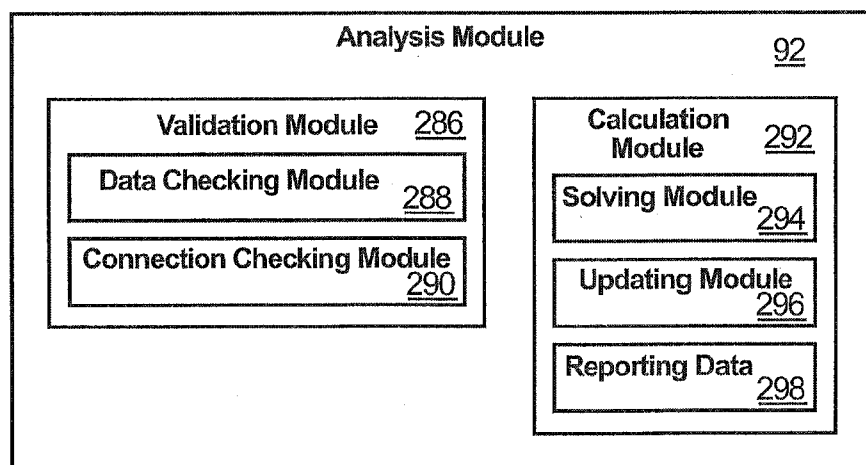 Analysis Module
92
Validation Module 286
Data Checking Module
288
Connection Checking Module
290
Calculation
Module 292
Solving Module
294
Updating Module
296
Reporting Data
298